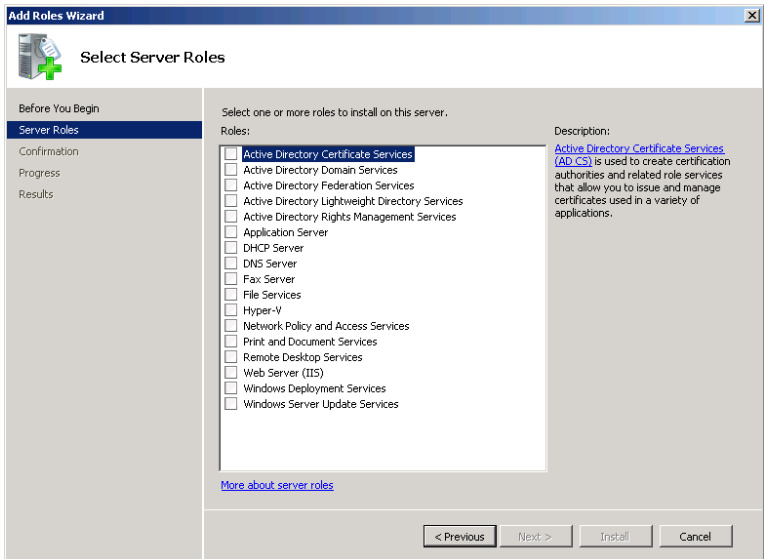 Add Roles Wizard
Select Server Roles
Before You Begin
Server Roles
Confirmation
Progress
Results
Select one or more roles to install on this server.
Roles:
Active Directory Certificate Services
Active Directory Domain Services
Active Directory Federation Services
Active Directory Lightweight Directory Services
Active Directory Rights Management Services
Application Server
DHCP Server
DNS Server
Fax Server
File Services
Hyper-V
Network Policy and Access Services
Print and Document Services
Remote Desktop Services
Web Server (IIS)
Windows Deployment Services
Windows Server Update Services
More about server roles
Description:
Active Directory Certificate Services
(AD CS) is used to create certification
authorities and related role services
that allow you to issue and manage
certificates used in a variety of
applications.
< Previous
Next >
Install
Cancel